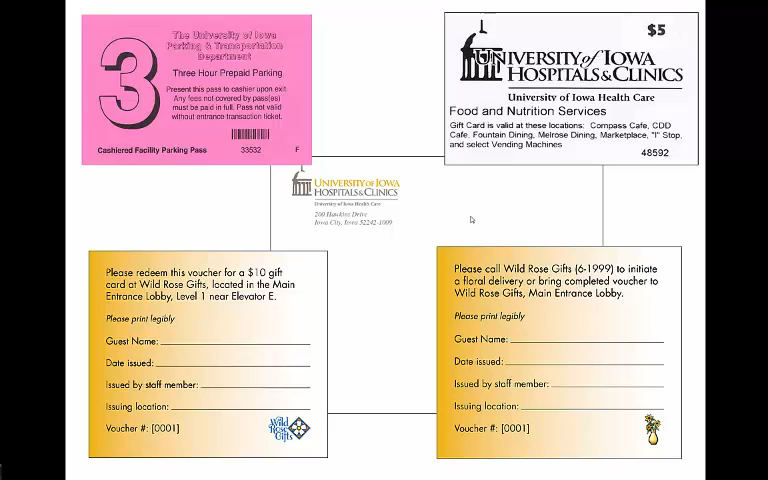 3
The University of Iowa
Parking & Transportation
Department
Three Hour Prepaid Parking
Present this pass to cashier upon exit.
Any fees not covered by pass(es)
must be paid in full. Pass not valid
without entrance transaction ticket.
Cashiered Facility Parking Pass 33532 F
$5
UNIVERSITY of IOWA
HOSPITALS & CLINICS
University of Iowa Health Care
Food and Nutrition Services
Gift Card is valid at these locations: Compass Cafe, CDD
Cafe, Fountain Dining, Melrose Dining, Marketplace, "I" Stop,
and select Vending Machines
48592
UNIVERSITY of IOWA
HOSPITALS & CLINICS
University of Iowa Health Care
200 Hawkins Drive
Iowa City, Iowa 52242-1009
Please redeem this voucher for a $10 gift
card at Wild Rose Gifts, located in the Main
Entrance Lobby, Level 1 near Elevator E.
Please print legibly
Guest Name:
Date issued:
Issued by staff member:
Issuing location:
Voucher #: [0001]
Wild
Rose
Gifts
Please call Wild Rose Gifts (6-1999) to initiate
a floral delivery or bring completed voucher to
Wild Rose Gifts, Main Entrance Lobby.
Please print legibly
Guest Name:
Date issued:
Issued by staff member:
Issuing location:
Voucher #: [0001]